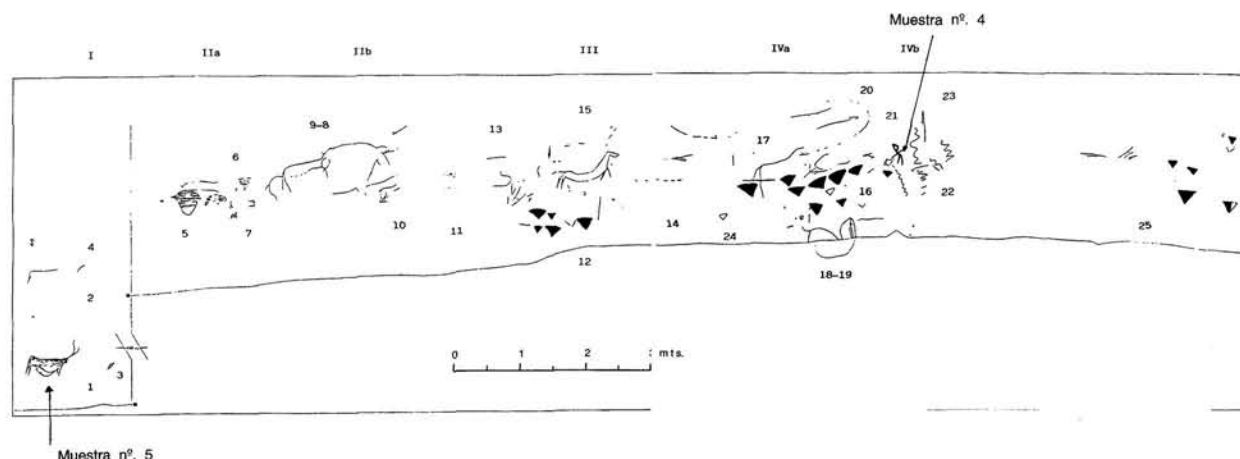 Muestra nº. 4
I IIa IIb III IVa IVb
20 23
9-8 15 21
13
17
6
16 22
5 7 10 11 14 24 25
4
12 18-19
2
0 1 2 3 mts.
3
1
Muestra nº. 5